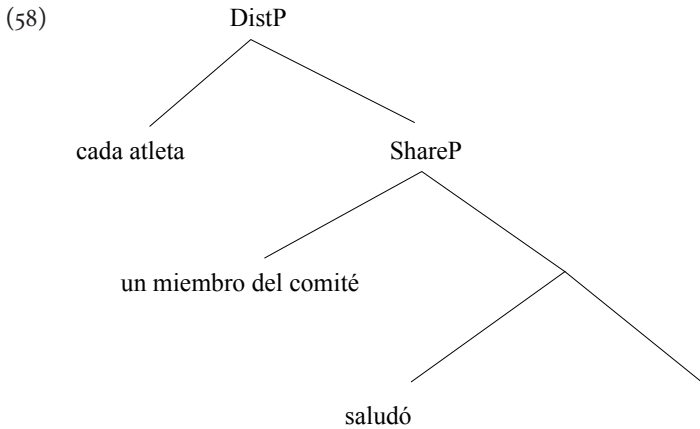 (58)
DistP
cada atleta
ShareP
un miembro del comité
saludó